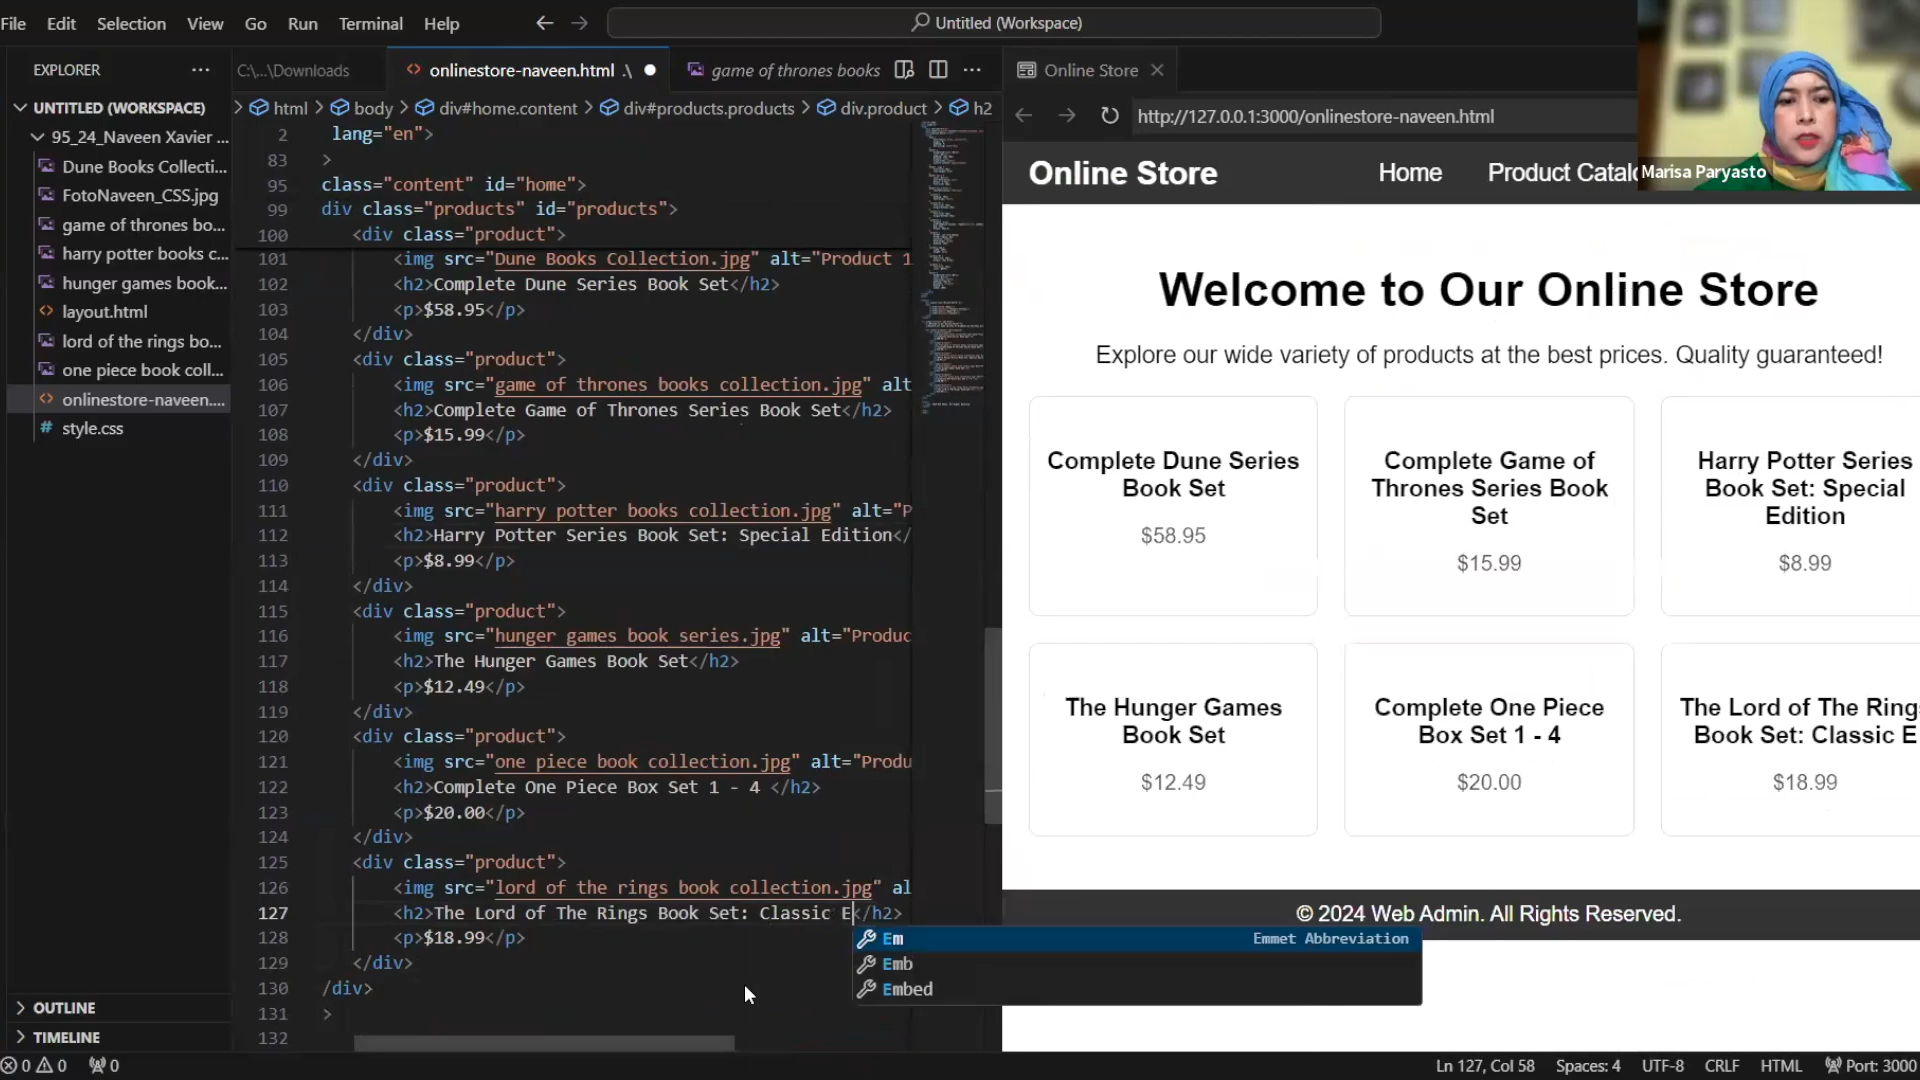 File Edit Selection View Go Run Terminal Help
Untitled (Workspace)
EXPLORER
C:\...\Downloads
onlinestore-naveen.html .\
game of thrones books
Online Store
UNTITLED (WORKSPACE)
95_24_Naveen Xavier ...
Dune Books Collecti...
FotoNaveen_CSS.jpg
game of thrones bo...
harry potter books c...
hunger games book...
layout.html
lord of the rings bo...
one piece book coll...
onlinestore-naveen....
style.css
OUTLINE
TIMELINE
html > body > div#home.content > div#products.products > div.product > h2
2 lang="en">
83 >
95 class="content" id="home">
99 div class="products" id="products">
100 <div class="product">
101 <img src="Dune Books Collection.jpg" alt="Product 1
102 <h2>Complete Dune Series Book Set</h2>
103 <p>$58.95</p>
104 </div>
105 <div class="product">
106 <img src="game of thrones books collection.jpg" alt
107 <h2>Complete Game of Thrones Series Book Set</h2>
108 <p>$15.99</p>
109 </div>
110 <div class="product">
111 <img src="harry potter books collection.jpg" alt="P
112 <h2>Harry Potter Series Book Set: Special Edition</
113 <p>$8.99</p>
114 </div>
115 <div class="product">
116 <img src="hunger games book series.jpg" alt="Produc
117 <h2>The Hunger Games Book Set</h2>
118 <p>$12.49</p>
119 </div>
120 <div class="product">
121 <img src="one piece book collection.jpg" alt="Produ
122 <h2>Complete One Piece Box Set 1 - 4 </h2>
123 <p>$20.00</p>
124 </div>
125 <div class="product">
126 <img src="lord of the rings book collection.jpg" al
127 <h2>The Lord of The Rings Book Set: Classic E</h2>
128 <p>$18.99</p>
129 </div>
130 /div>
131 >
132
Em Emmet Abbreviation
Emb
Embed
http://127.0.0.1:3000/onlinestore-naveen.html
Online Store Home Product Catalo
Marisa Paryasto
Welcome to Our Online Store
Explore our wide variety of products at the best prices. Quality guaranteed!
Complete Dune Series
Book Set
$58.95
Complete Game of
Thrones Series Book
Set
$15.99
Harry Potter Series
Book Set: Special
Edition
$8.99
The Hunger Games
Book Set
$12.49
Complete One Piece
Box Set 1 - 4
$20.00
The Lord of The Ring
Book Set: Classic E
$18.99
© 2024 Web Admin. All Rights Reserved.
0 0 0
Ln 127, Col 58 Spaces: 4 UTF-8 CRLF HTML Port: 3000